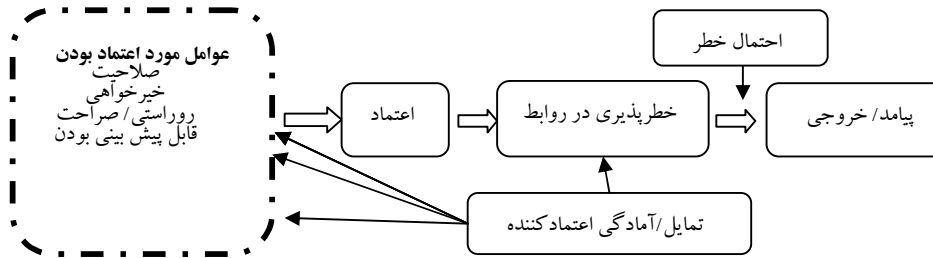 احتمال خطر
عوامل مورد اعتماد بودن
صلاحیت
خیرخواهی
روراستی/ صراحت
قابل پیش بینی بودن
اعتماد
خطرپذیری در روابط
پیامد/ خروجی
تمایل/آمادگی اعتمادکننده